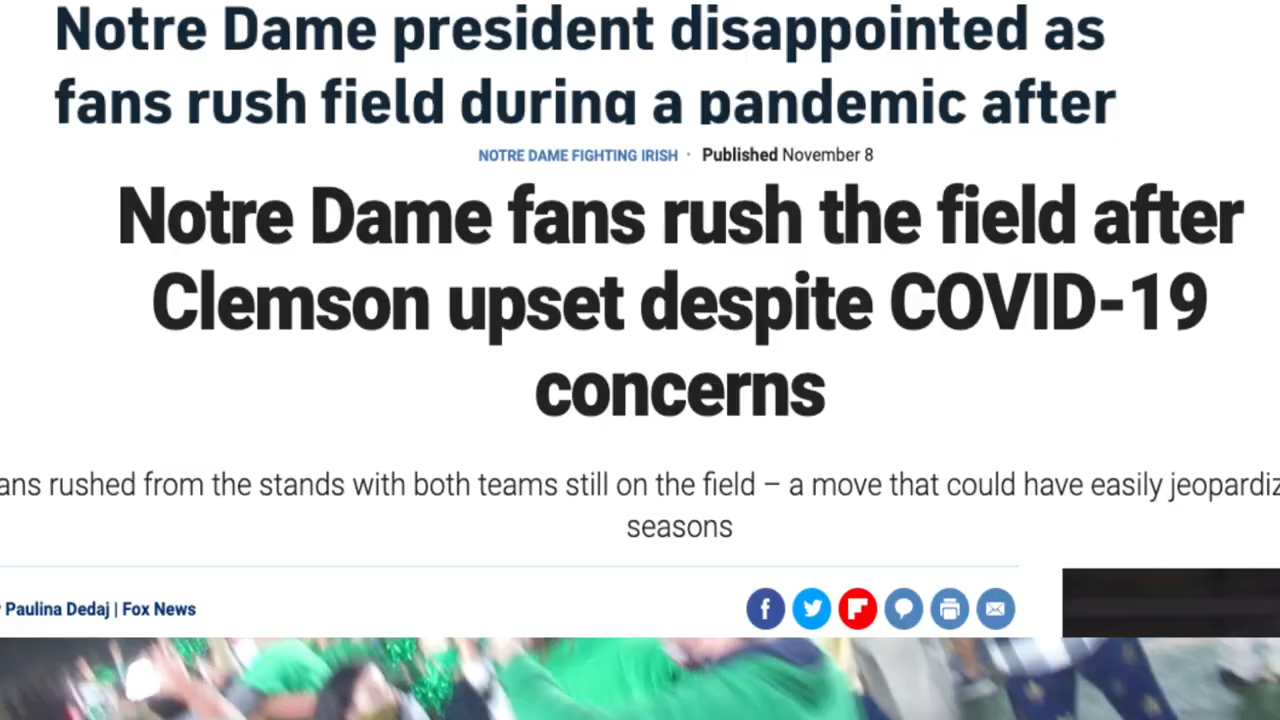 Notre Dame president disappointed as
fans rush field during a pandemic after
NOTRE DAME FIGHTING IRISH · Published November 8
Notre Dame fans rush the field after
Clemson upset despite COVID-19
concerns
rushed from the stands with both teams still on the field – a move that could have easily
seasons
Paulina Dedaj | Fox News